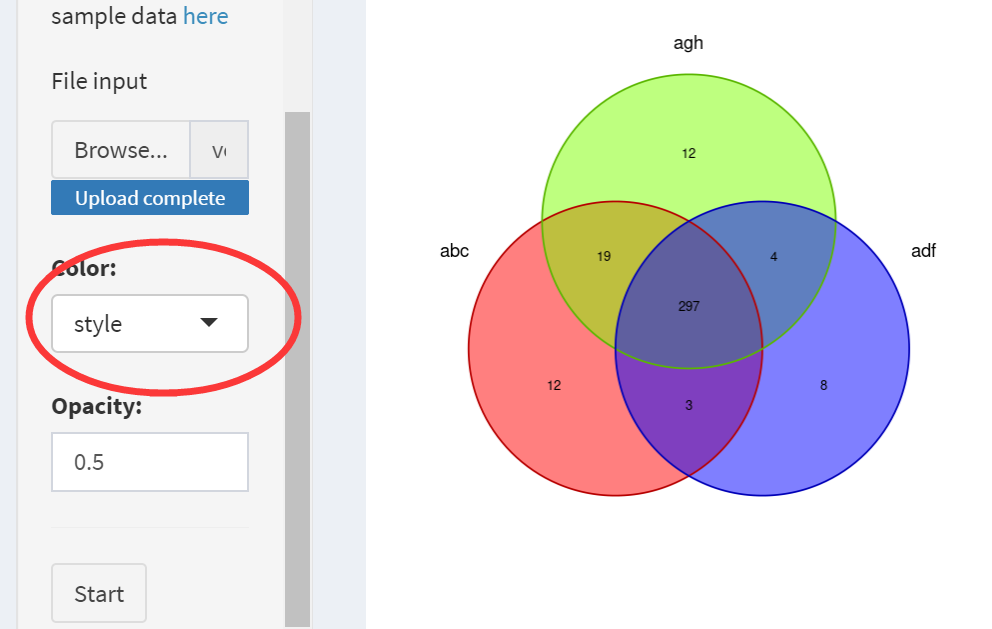 sample data here
File input
Browse...
Upload complete
Color:
style
Opacity:
0.5
Start
agh
12
abc
19
4
adf
297
12
3
8